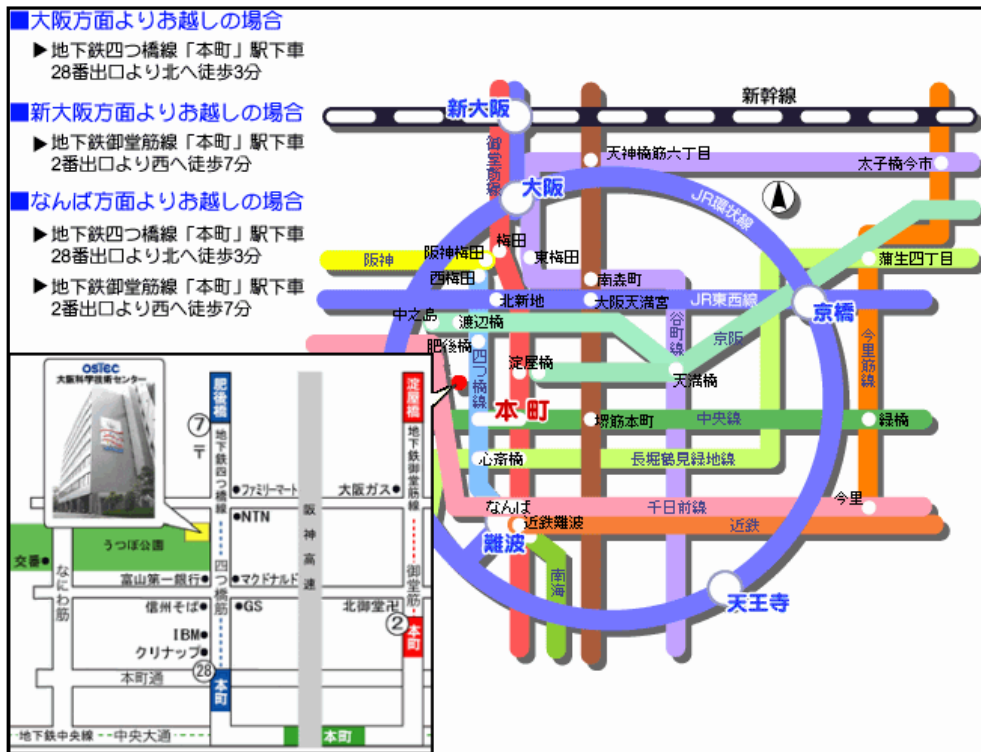 ■大阪方面よりお越しの場合
▶地下鉄四つ橋線「本町」駅下車
28番出口より北へ徒歩3分
■新大阪方面よりお越しの場合
▶地下鉄御堂筋線「本町」駅下車
2番出口より西へ徒歩7分
■なんば方面よりお越しの場合
▶地下鉄四つ橋線「本町」駅下車
28番出口より北へ徒歩3分
▶地下鉄御堂筋線「本町」駅下車
2番出口より西へ徒歩7分
新幹線
新大阪
御堂筋線
天神橋筋六丁目
太子橋今市
大阪
JR環状線
阪神
阪神梅田
梅田
東梅田
蒲生四丁目
西梅田
南森町
北新地
大阪天満宮
JR東西線
京橋
中之島
渡辺橋
谷町線
京阪
今里筋線
肥後橋
四つ橋線
淀屋橋
天満橋
本町
堺筋本町
中央線
緑橋
心斎橋
長堀鶴見緑地線
なんば
千日前線
今里
近鉄難波
近鉄
難波
南海
天王寺
OSTEC
大阪科学技術センター
肥後橋
淀屋橋
⑦
〒
地下鉄四つ橋線
地下鉄御堂筋線
●ファミリーマート
大阪ガス●
●NTN
阪神高速
うつぼ公園
交番●
なにわ筋
富山第一銀行●
四つ橋筋
●マクドナルド
御堂筋
信州そば●
●GS
北御堂卍
②
IBM●
クリナップ●
㉘
本町
本町
本町通
地下鉄中央線
中央大通
本町